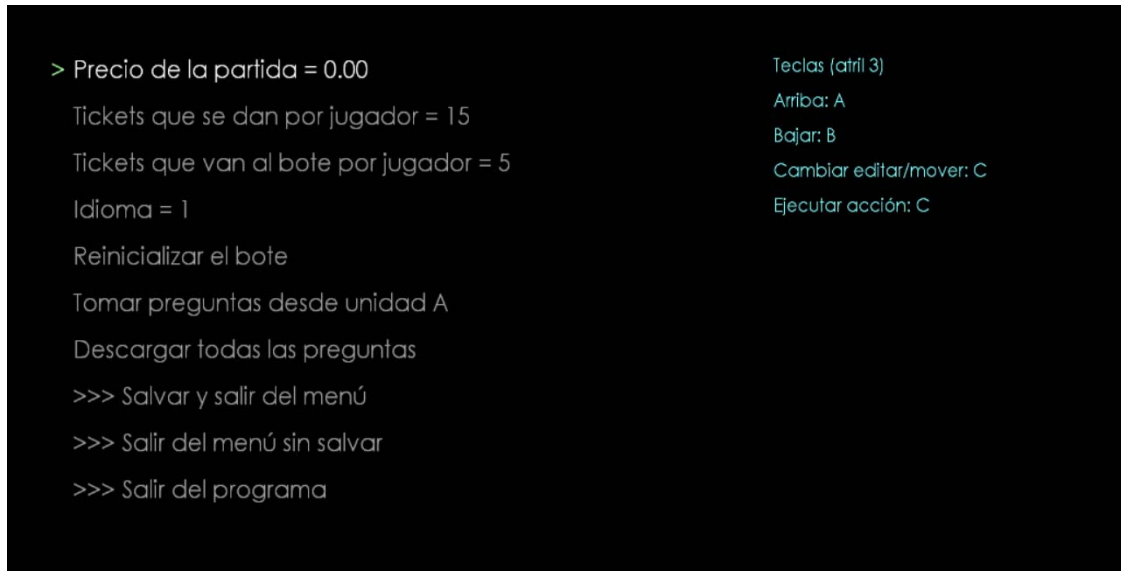 > Precio de la partida = 0.00
Tickets que se dan por jugador = 15
Tickets que van al bote por jugador = 5
Idioma = 1
Reinicializar el bote
Tomar preguntas desde unidad A
Descargar todas las preguntas
>>> Salvar y salir del menú
>>> Salir del menú sin salvar
>>> Salir del programa
Teclas (atril 3)
Arriba: A
Bajar: B
Cambiar editar/mover: C
Ejecutar acción: C